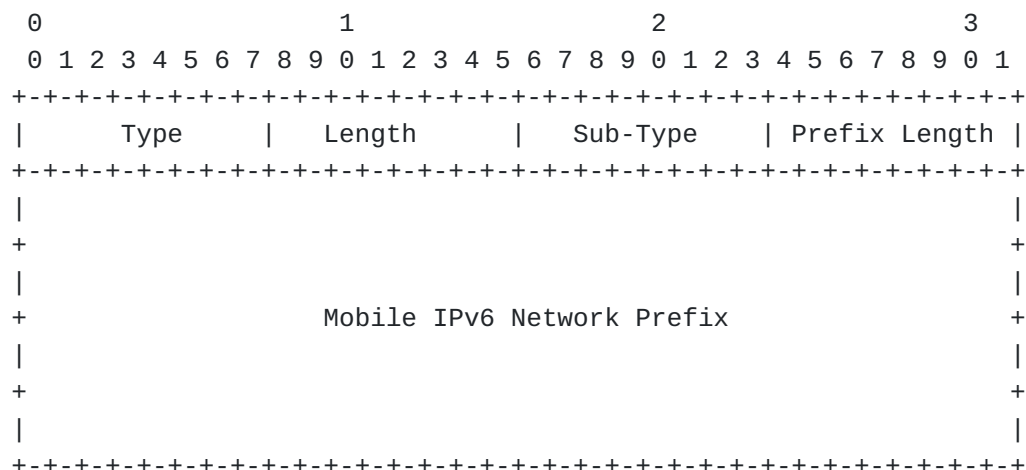 0                   1                   2                   3
 0 1 2 3 4 5 6 7 8 9 0 1 2 3 4 5 6 7 8 9 0 1 2 3 4 5 6 7 8 9 0 1
+-+-+-+-+-+-+-+-+-+-+-+-+-+-+-+-+-+-+-+-+-+-+-+-+-+-+-+-+-+-+-+-+
|      Type     |   Length      |   Sub-Type    | Prefix Length |
+-+-+-+-+-+-+-+-+-+-+-+-+-+-+-+-+-+-+-+-+-+-+-+-+-+-+-+-+-+-+-+-+
|                                                               |
+                                                               +
|                                                               |
+                   Mobile IPv6 Network Prefix                  +
|                                                               |
+                                                               +
|                                                               |
+-+-+-+-+-+-+-+-+-+-+-+-+-+-+-+-+-+-+-+-+-+-+-+-+-+-+-+-+-+-+-+-+